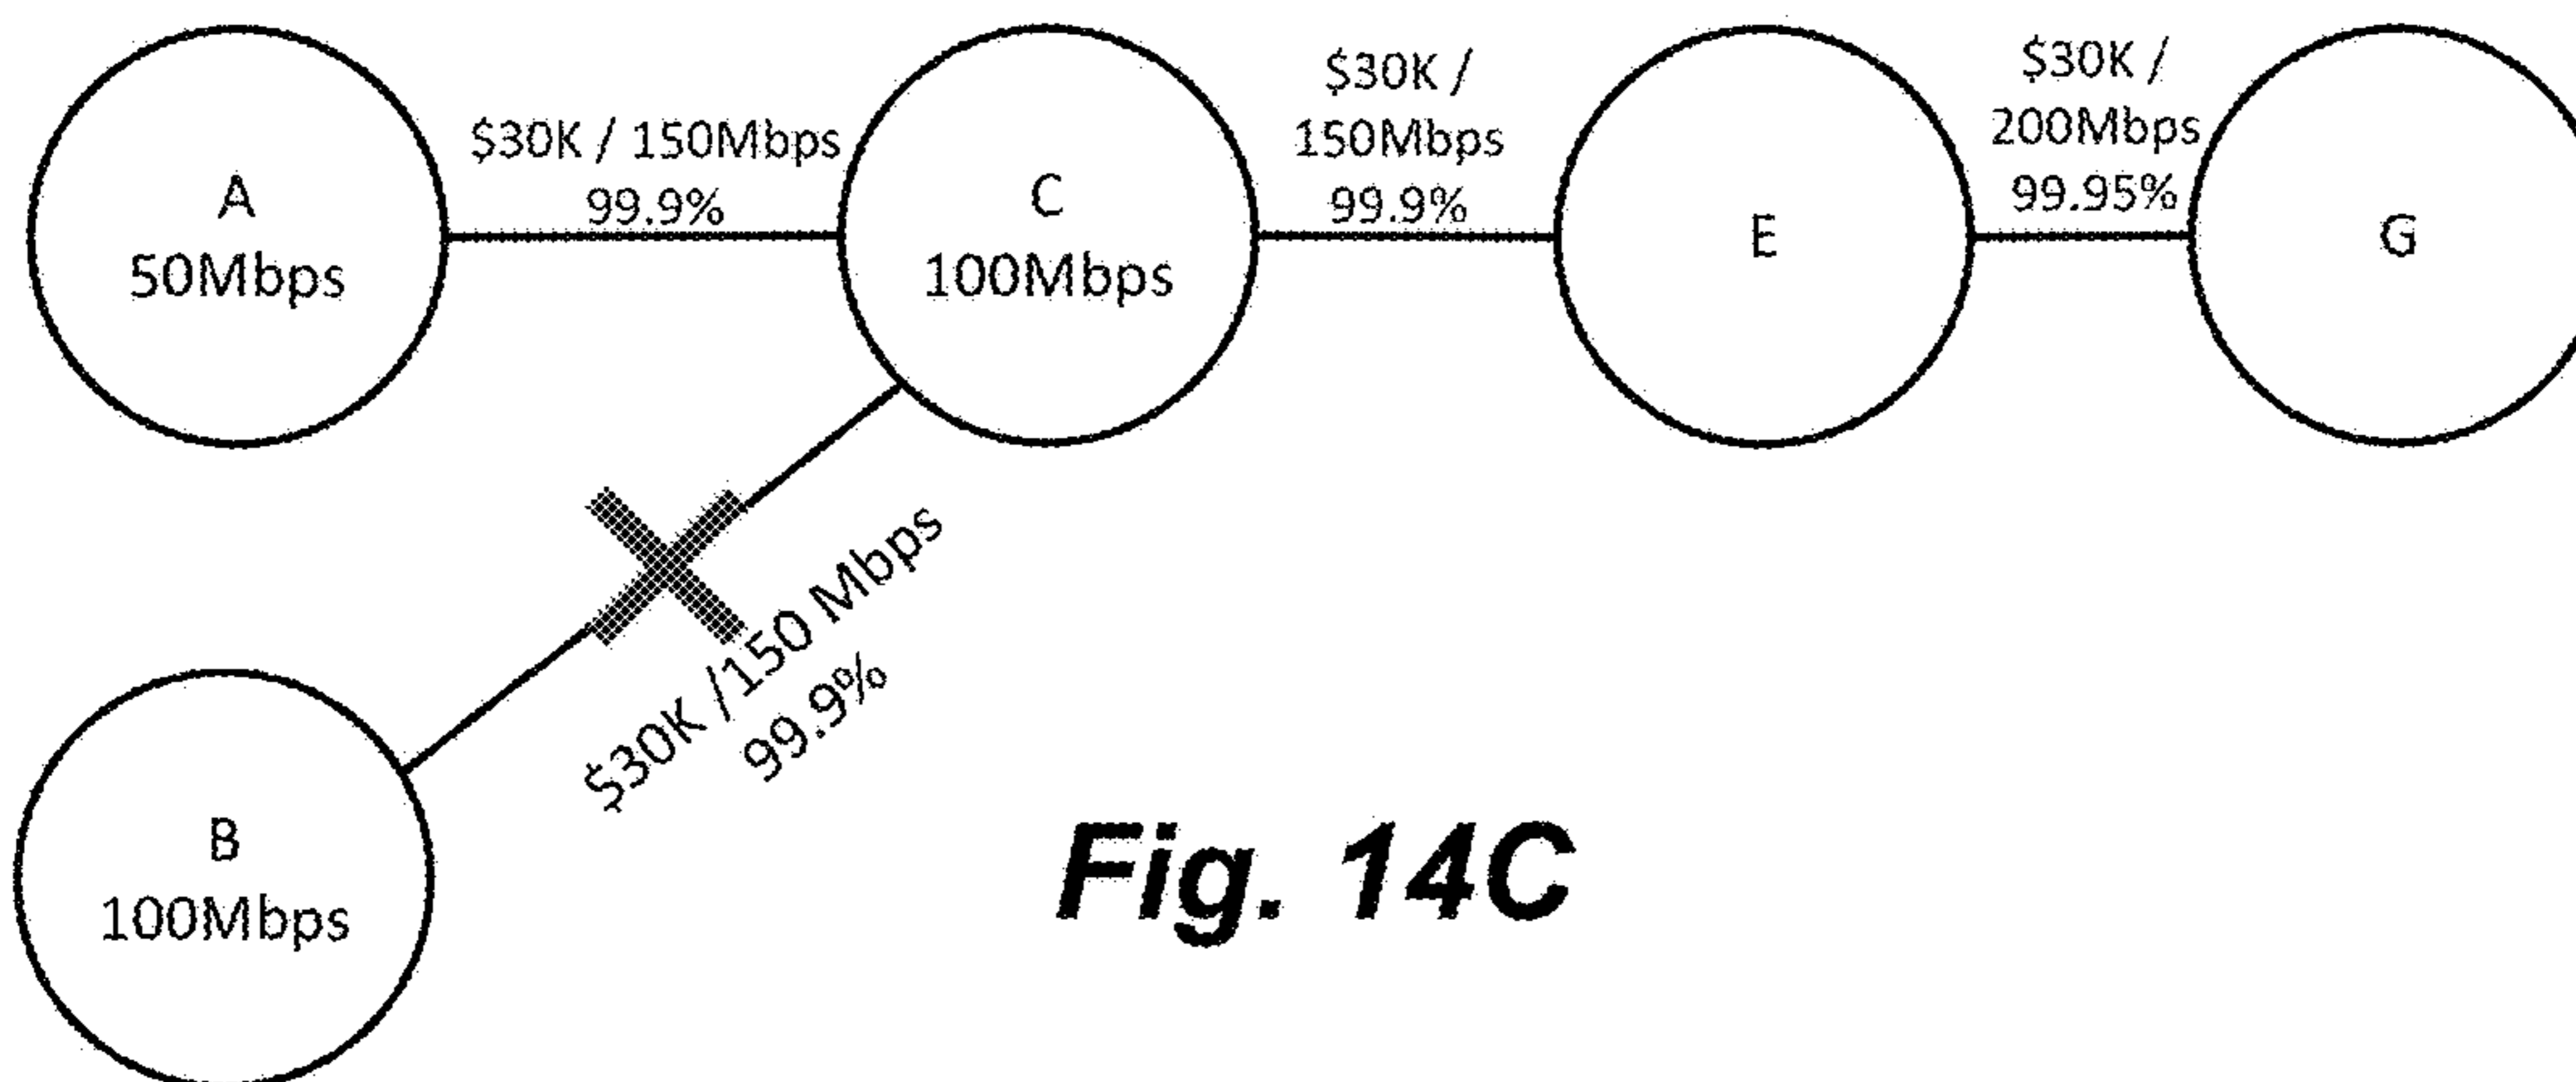 A
50Mbps
$30K / 150Mbps
99.9%
C
100Mbps
$30K /
150Mbps
99.9%
E
$30K /
200Mbps
99.95%
G
$30K /150 Mbps
99.9%
B
100Mbps
Fig. 14C